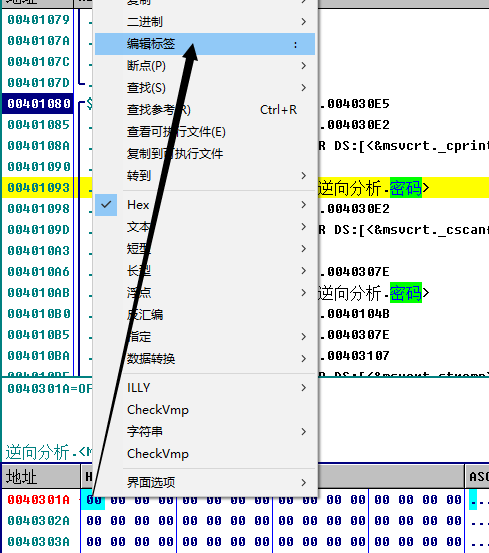 地址
复制
00401079
二进制
0040107A
编辑标签 :
0040107C
断点(P)
0040107D
查找(S)
00401080 $ .004030E5
查找参考(R) Ctrl+R
00401085 .004030E2
查看可执行文件(E)
0040108A R DS:[<&msvcrt._cprint
复制到可执行文件
00401090
转到
00401093 逆向分析.密码>
Hex
00401098 .004030E2
文本
0040109D R DS:[<&msvcrt._cscanf
短型
004010A3
长型
004010A6 .0040307E
浮点
004010AB 逆向分析.密码>
反汇编
004010B0 .0040104B
指定
004010B5 .0040307E
数据转换
004010BA .00403107
0040301A=OF
ILLY
CheckVmp
字符串
逆向分析.<M
CheckVmp
地址 H ASC
界面选项
0040301A 00 00 00 00 00 00 00 00 00 00 00 00 00 00 00 00
0040302A 00 00 00 00 00 00 00 00 00 00 00 00 00 00 00 00
0040303A 00 00 00 00 00 00 00 00 00 00 00 00 00 00 00 00